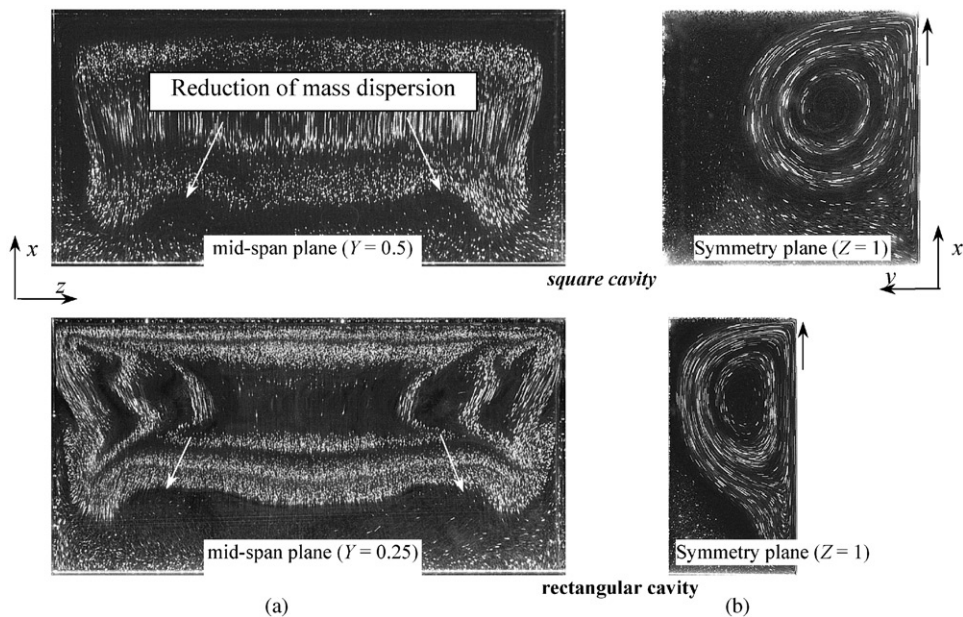 Reduction of mass dispersion
mid-span plane (Y = 0.5)
Symmetry plane (Z = 1)
x
z
x
y
square cavity
mid-span plane (Y = 0.25)
Symmetry plane (Z = 1)
rectangular cavity
(a)
(b)